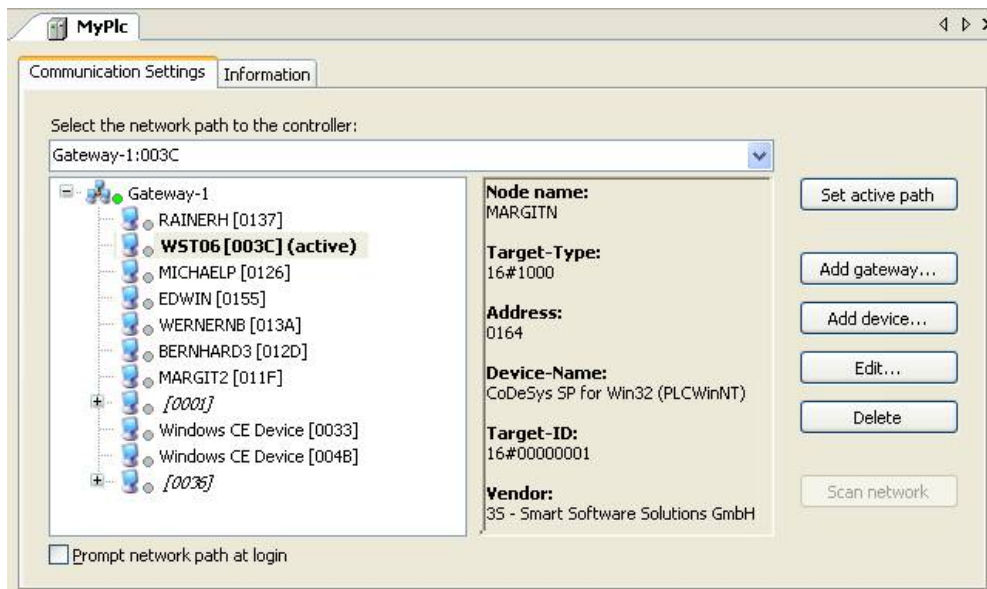 MyPlc
Communication Settings
Information
Select the network path to the controller:
Gateway-1:003C
Gateway-1
RAINERH [0137]
WST06 [003C] (active)
MICHAELP [0126]
EDWIN [0155]
WERNERNB [013A]
BERNHARD3 [012D]
MARGIT2 [011F]
[0001]
Windows CE Device [0033]
Windows CE Device [004B]
[0036]
Prompt network path at login
Node name:
MARGITN
Target-Type:
16#1000
Address:
0164
Device-Name:
CoDeSys SP for Win32 (PLCWinNT)
Target-ID:
16#00000001
Vendor:
3S - Smart Software Solutions GmbH
Set active path
Add gateway...
Add device...
Edit...
Delete
Scan network